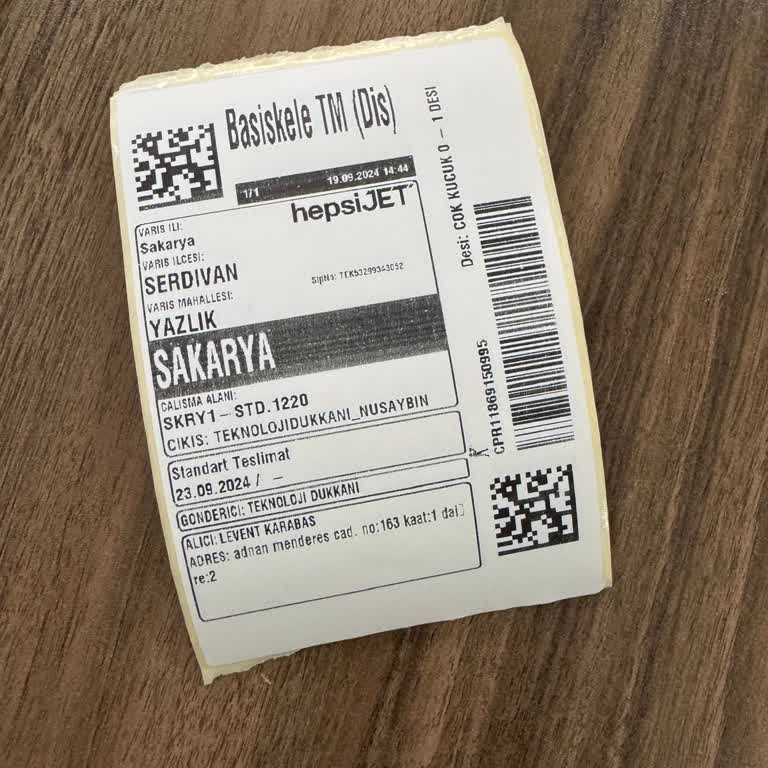 Basiskele TM (Dis)
1/1 19.09.2024 14:44
hepsiJET
VARIS ILI:
Sakarya
VARIS ILCESI:
SERDIVAN
SipNo: TEK53299343052
VARIS MAHALLESI:
YAZLIK
SAKARYA
CALISMA ALANI:
SKRY1 - STD.1220
CIKIS: TEKNOLOJIDUKKANI_NUSAYBIN
Standart Teslimat
23.09.2024 / -
GONDERICI: TEKNOLOJI DUKKANI
ALICI: LEVENT KARABAS
ADRES: adnan menderes cad. no:163 kaat:1 dai▯
re:2
Desi: COK KUCUK 0 - 1 DESI
CPR11869150995